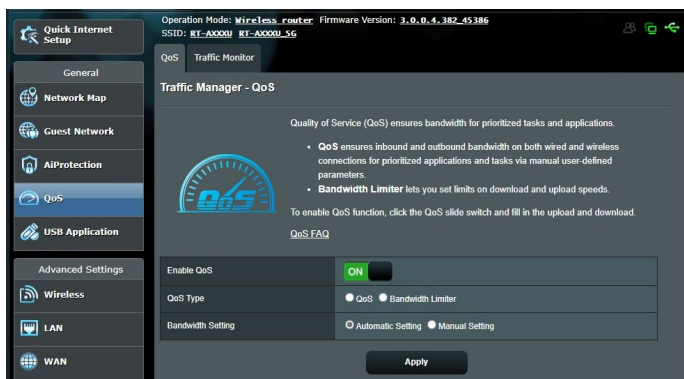 Quick Internet
Setup
Operation Mode: Wireless router Firmware Version: 3.0.0.4.382_45386
SSID: RT-AXXXU RT-AXXXU_5G
QoS Traffic Monitor
General
Network Map
Guest Network
AiProtection
QoS
USB Application
Advanced Settings
Wireless
LAN
WAN
Traffic Manager - QoS
QoS
Quality of Service (QoS) ensures bandwidth for prioritized tasks and applications.
• QoS ensures inbound and outbound bandwidth on both wired and wireless
connections for prioritized applications and tasks via manual user-defined
parameters.
• Bandwidth Limiter lets you set limits on download and upload speeds.
To enable QoS function, click the QoS slide switch and fill in the upload and download.
QoS FAQ
Enable QoS ON
QoS Type QoS Bandwidth Limiter
Bandwidth Setting Automatic Setting Manual Setting
Apply